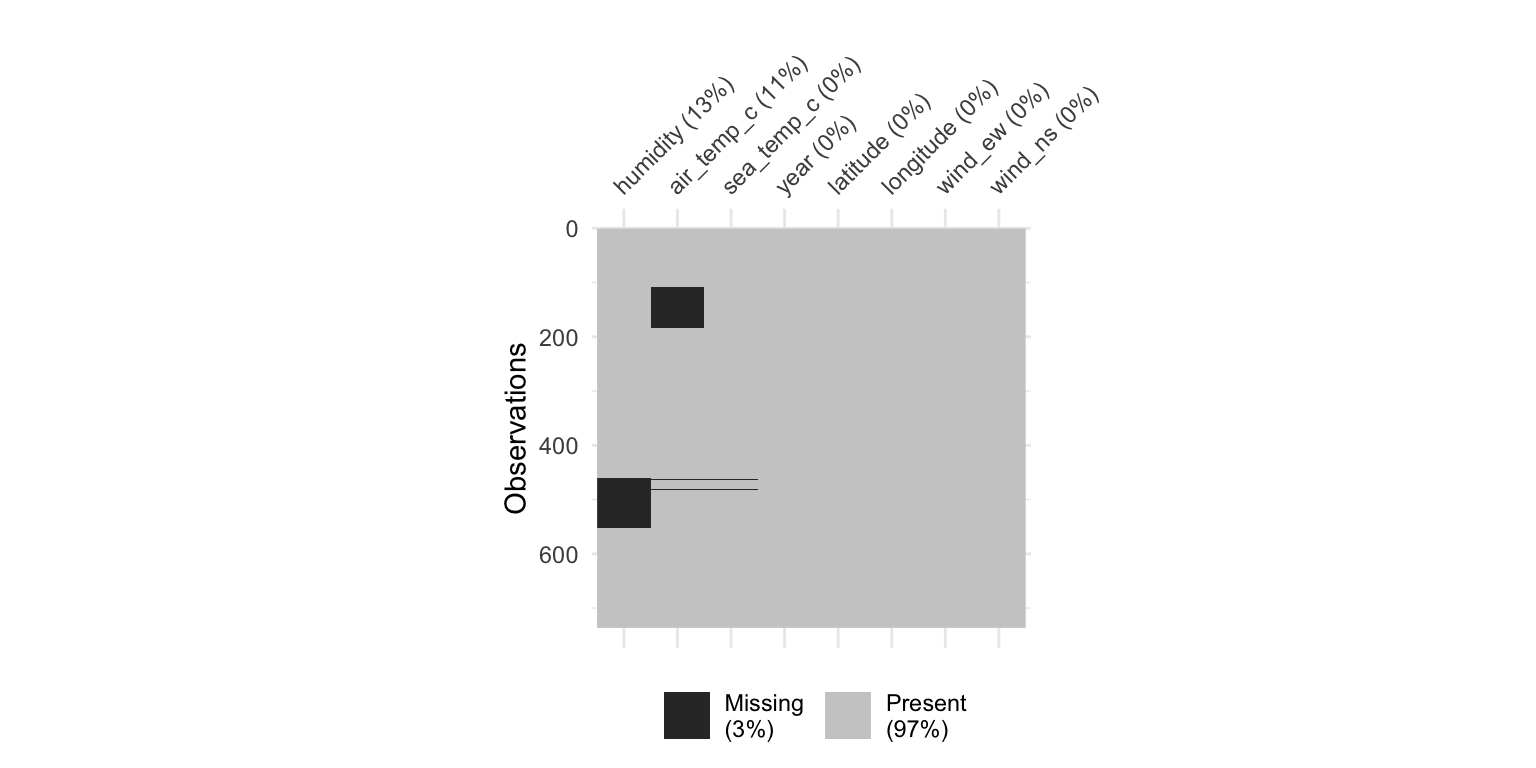 humidity (13%)
air_temp_c (11%)
sea_temp_c (0%)
year (0%)
latitude (0%)
longitude (0%)
wind_ew (0%)
wind_ns (0%)
0
200
400
600
Observations
Missing
(3%)
Present
(97%)